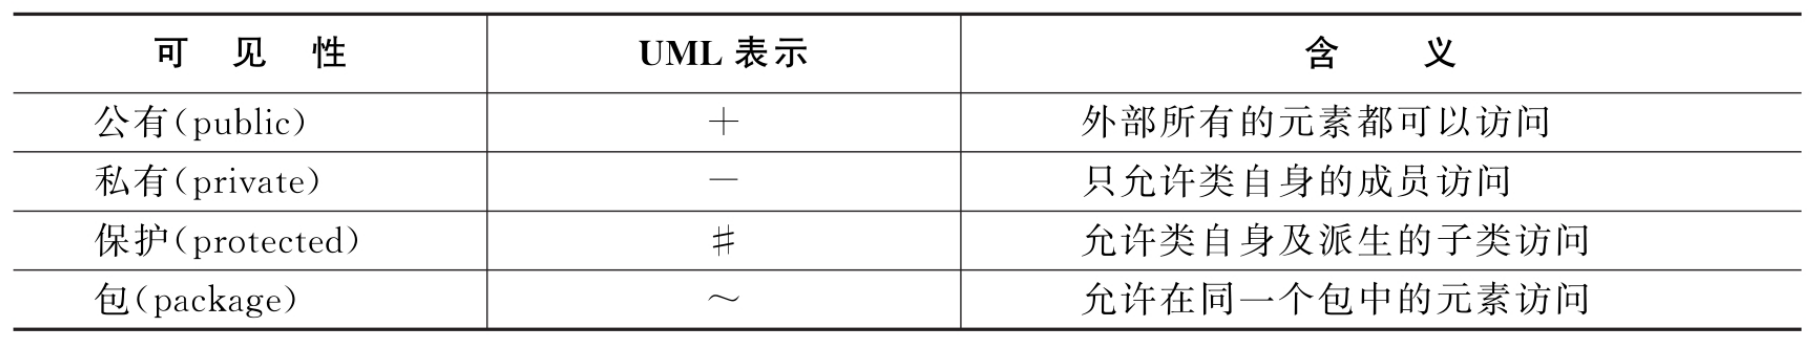 可 见 性 UML 表示 含 义
公有(public) + 外部所有的元素都可以访问
私有(private) － 只允许类自身的成员访问
保护(protected) ♯ 允许类自身及派生的子类访问
包(package) ～ 允许在同一个包中的元素访问